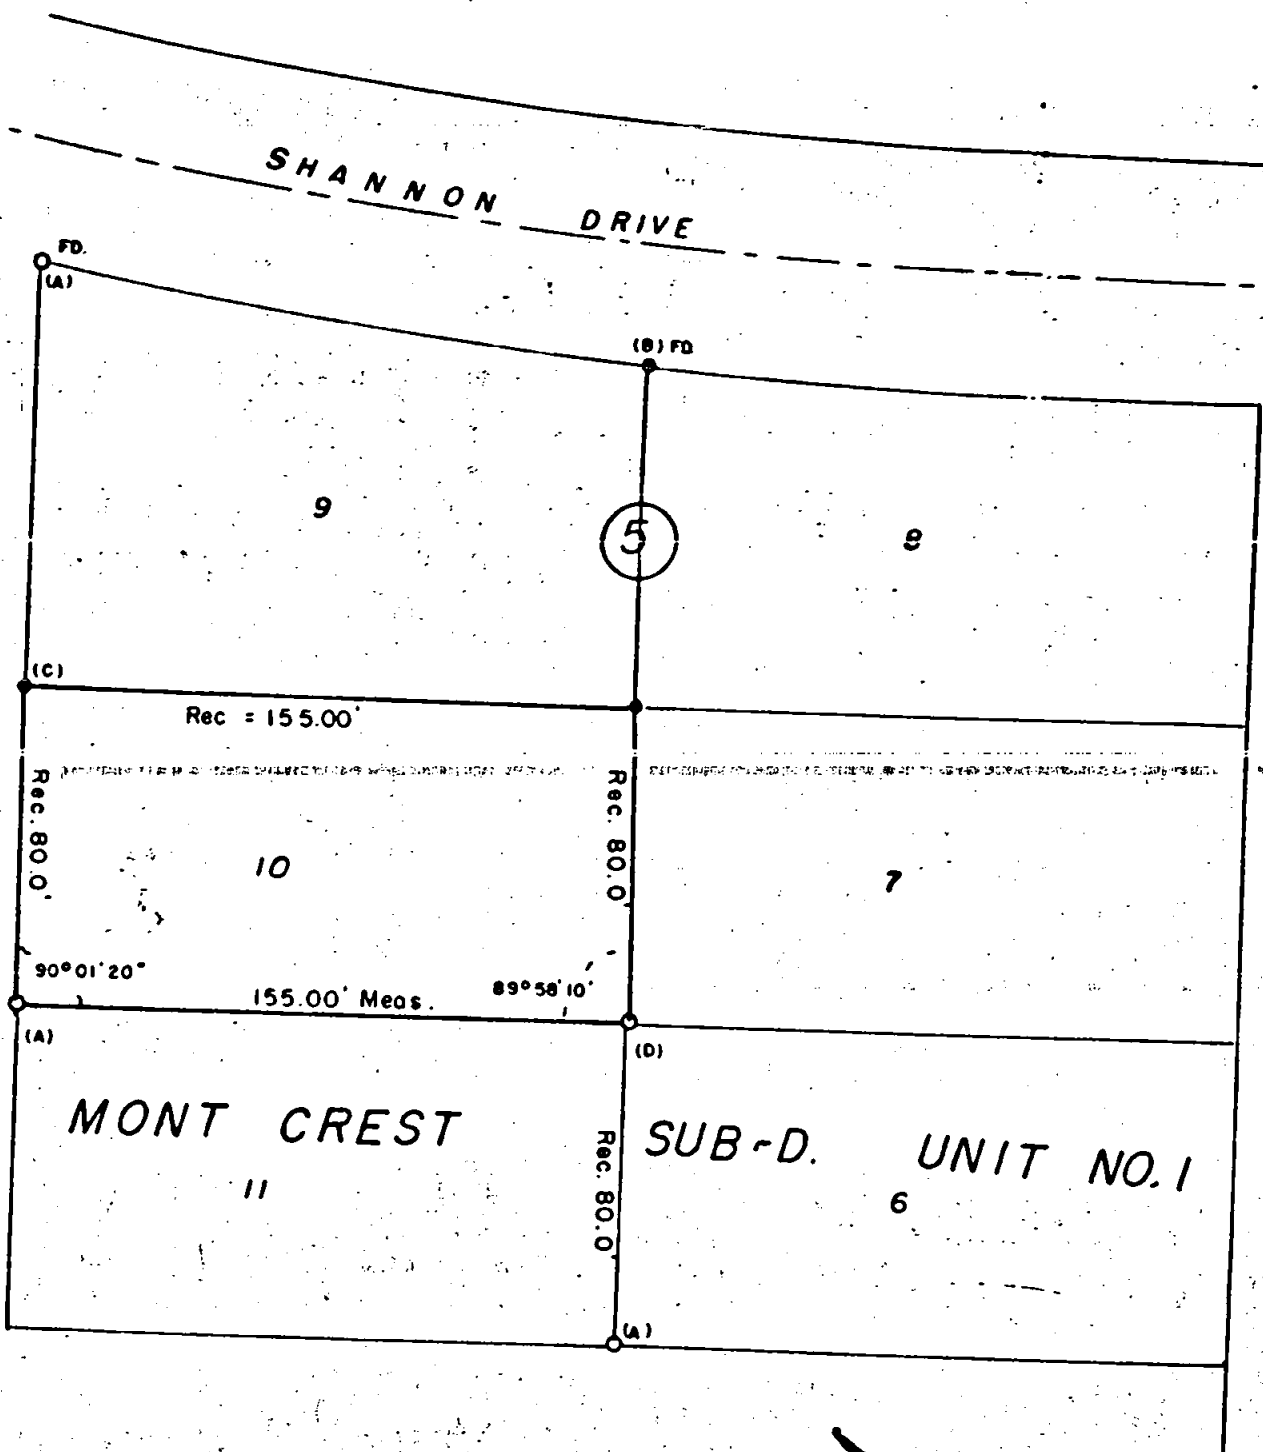 SHANNON DRIVE
FD.
(A)
(B) FD.
9
5
8
(C)
Rec = 155.00'
Rec. 80.0'
Rec. 80.0'
10
7
90°01'20"
155.00' Meas.
89°58'10"
(A)
(D)
MONT CREST SUB-D. UNIT NO. 1
Rec. 80.0'
11
6
(A)